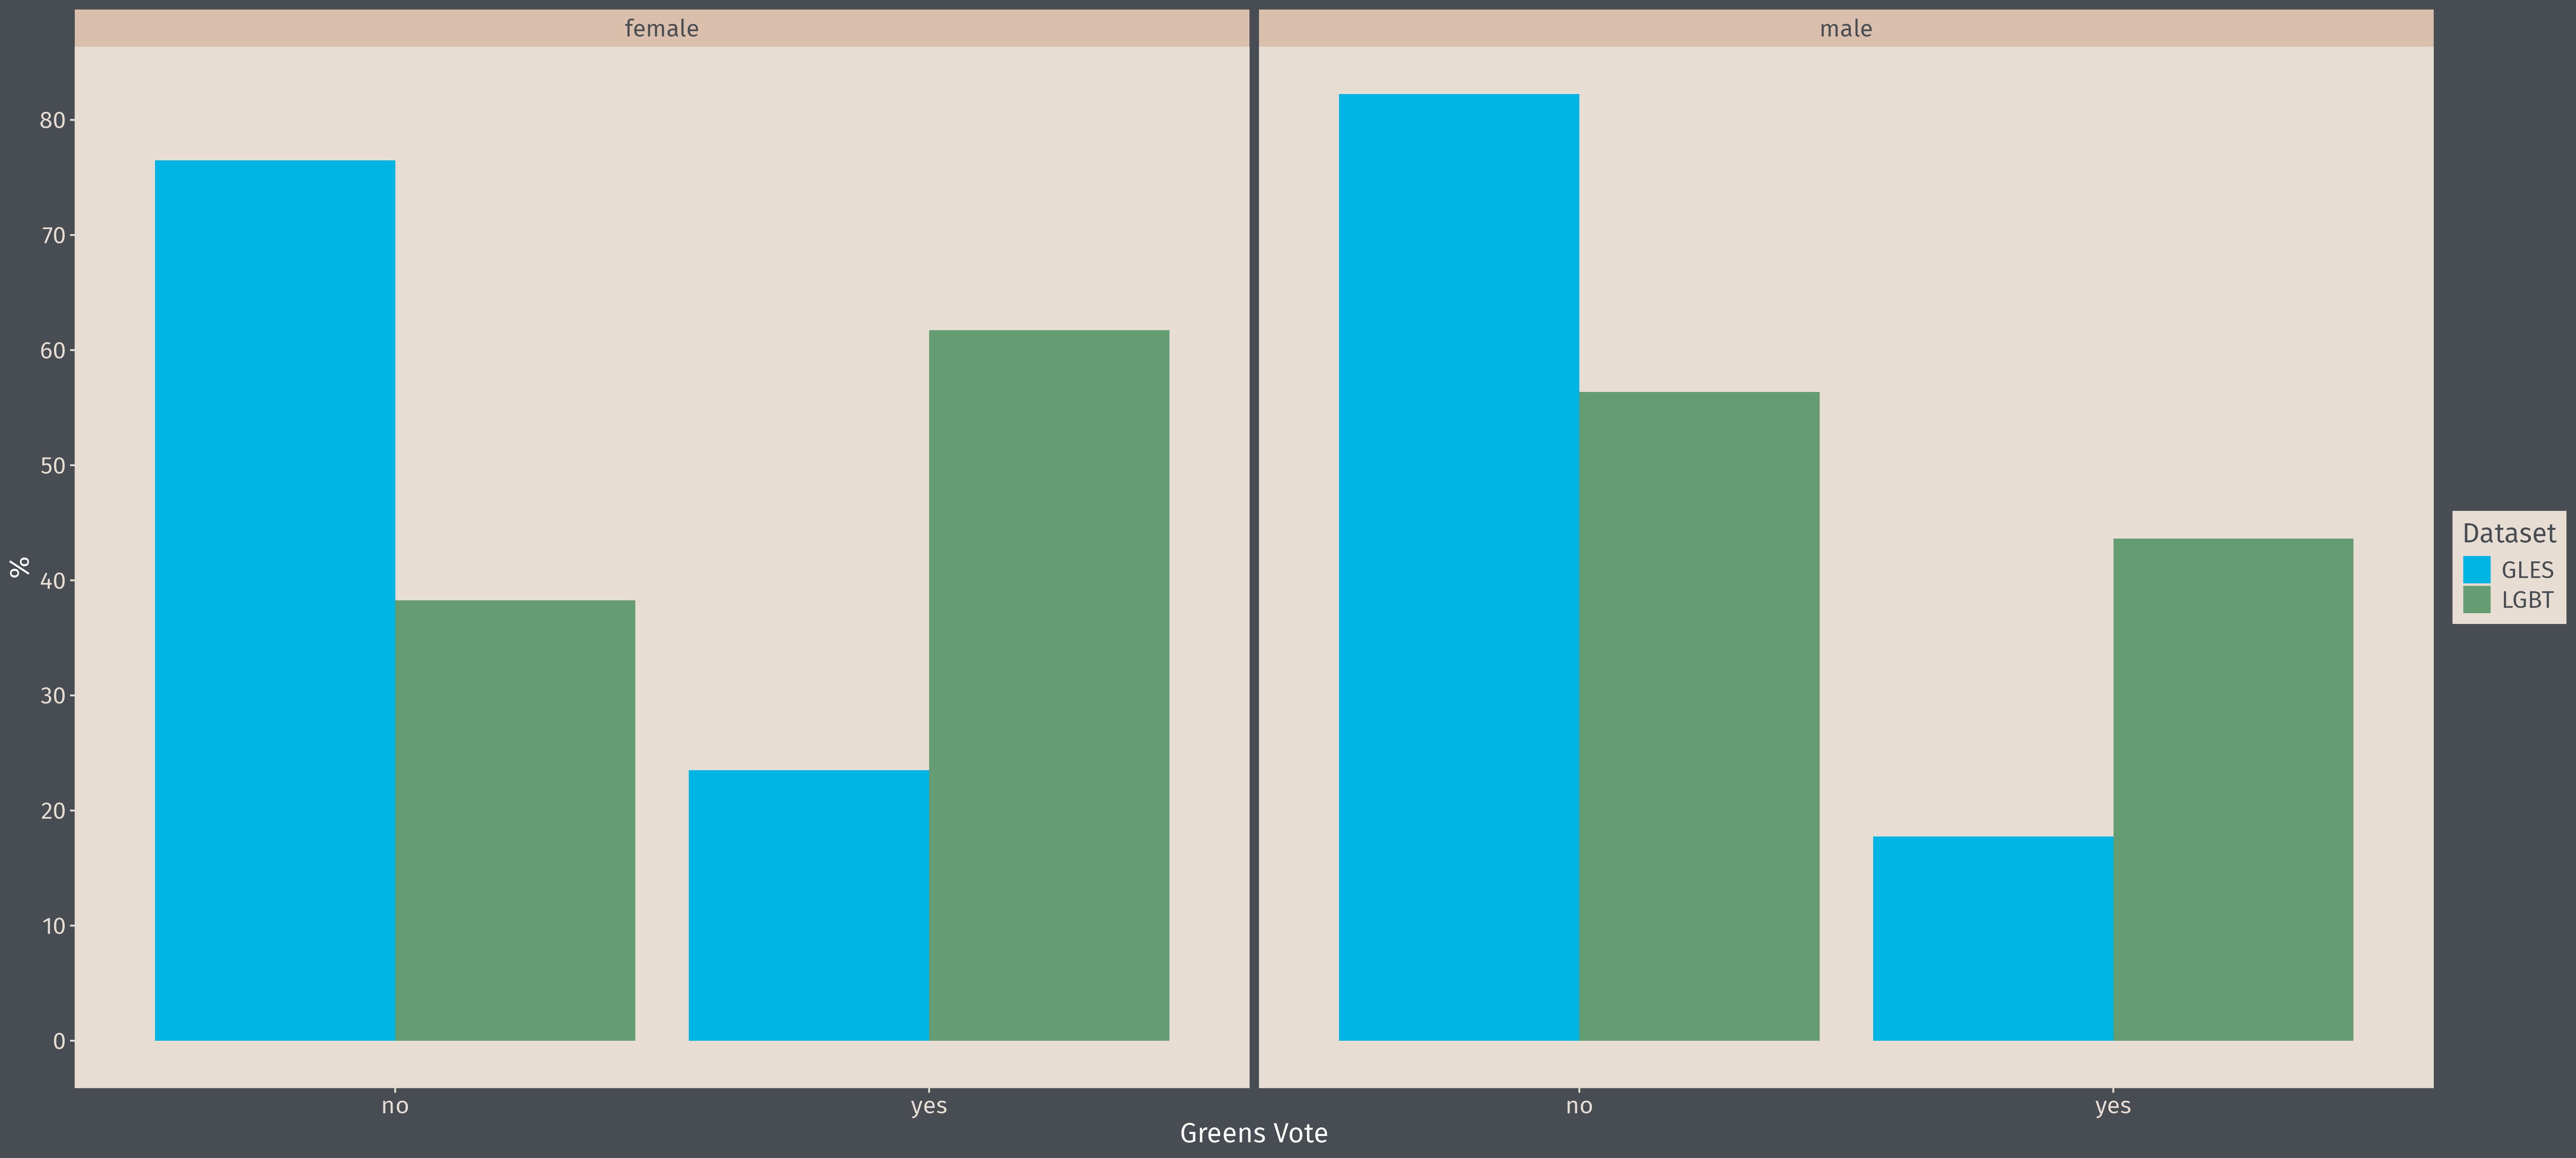 female
male
80
70
60
50
40
30
20
10
0
%
no
yes
no
yes
Greens Vote
Dataset
GLES
LGBT